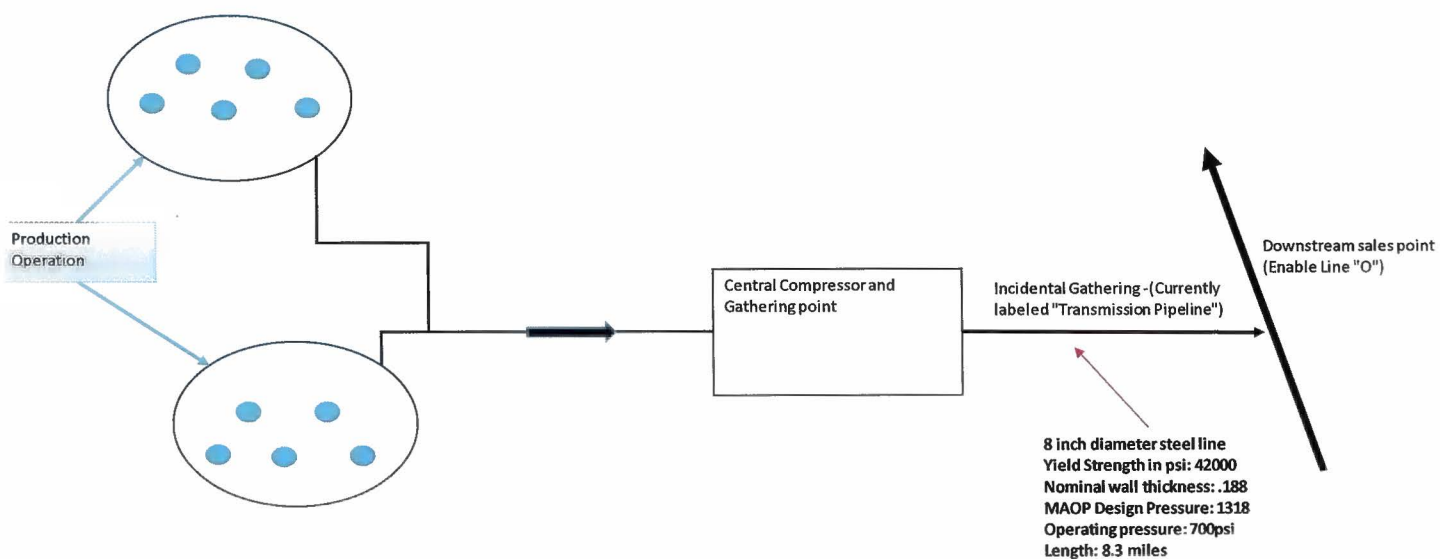 Production
Operation
Central Compressor and
Gathering point
Incidental Gathering -(Currently
labeled "Transmission Pipeline")
Downstream sales point
(Enable Line "O")
8 inch diameter steel line
Yield Strength in psi: 42000
Nominal wall thickness: .188
MAOP Design Pressure: 1318
Operating pressure: 700psi
Length: 8.3 miles